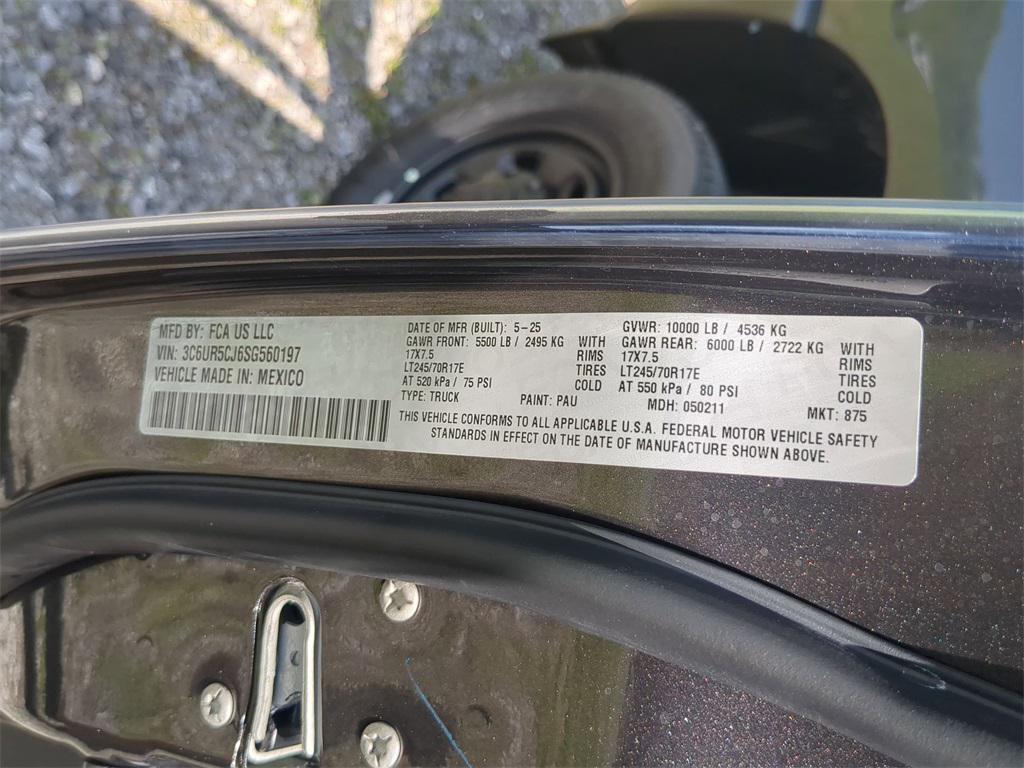 MFD BY: FCA US LLC
VIN: 3C6UR5CJ6SG560197
VEHICLE MADE IN: MEXICO
DATE OF MFR (BUILT): 5-25
GAWR FRONT: 5500 LB / 2495 KG WITH
17X7.5 RIMS
LT245/70R17E TIRES
AT 520 kPa / 75 PSI COLD
TYPE: TRUCK PAINT: PAU
GVWR: 10000 LB / 4536 KG
GAWR REAR: 6000 LB / 2722 KG WITH
17X7.5 RIMS
LT245/70R17E TIRES
AT 550 kPa / 80 PSI COLD
MDH: 050211 MKT: 875
THIS VEHICLE CONFORMS TO ALL APPLICABLE U.S.A. FEDERAL MOTOR VEHICLE SAFETY
STANDARDS IN EFFECT ON THE DATE OF MANUFACTURE SHOWN ABOVE.